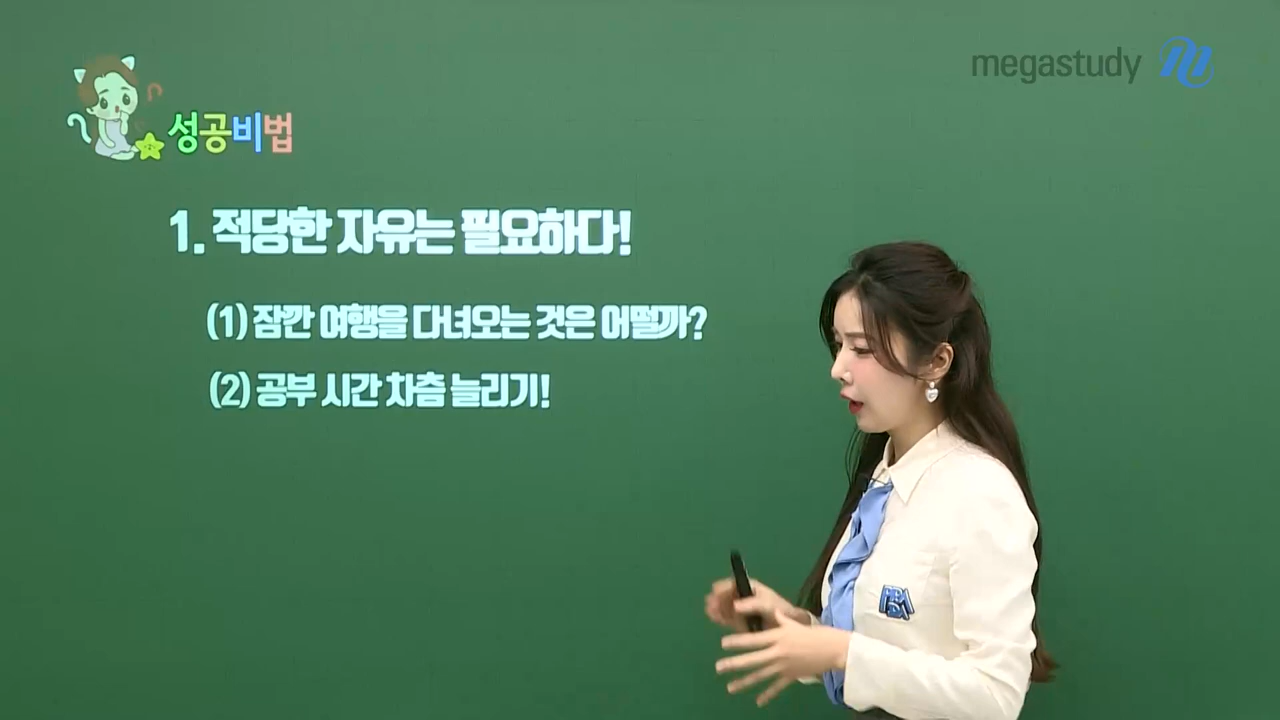 megastudy
성공비법
1. 적당한 자유는 필요하다!
(1) 잠깐 여행을 다녀오는 것은 어떨까?
(2) 공부 시간 차츰 늘리기!